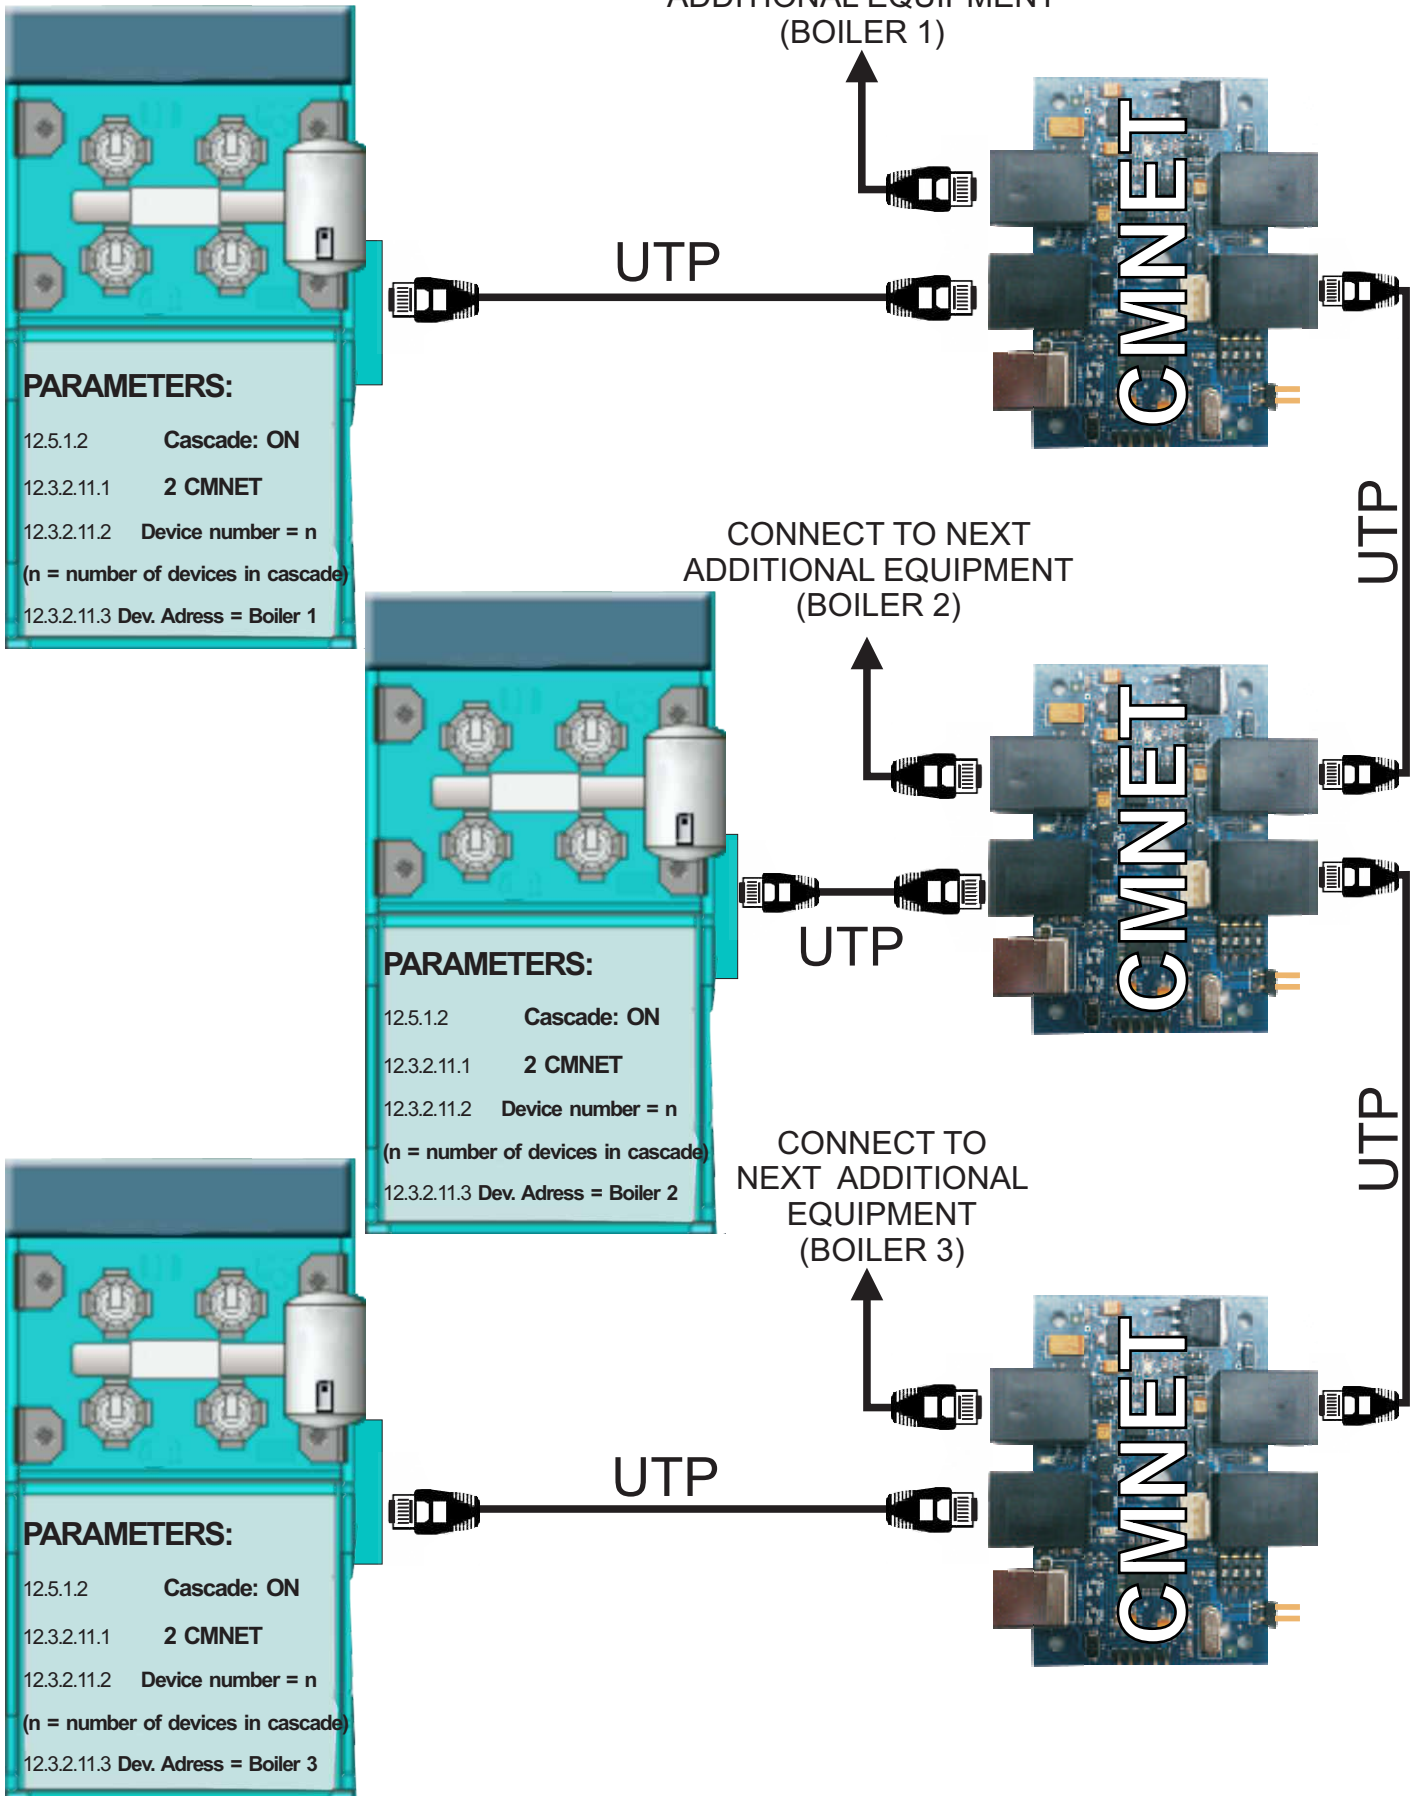 ADDITIONAL EQUIPMENT
(BOILER 1)
CMNET
UTP
PARAMETERS:
12.5.1.2 Cascade: ON
12.3.2.11.1 2 CMNET
12.3.2.11.2 Device number = n
(n = number of devices in cascade)
12.3.2.11.3 Dev. Adress = Boiler 1
UTP
CONNECT TO NEXT
ADDITIONAL EQUIPMENT
(BOILER 2)
CMNET
UTP
PARAMETERS:
12.5.1.2 Cascade: ON
12.3.2.11.1 2 CMNET
12.3.2.11.2 Device number = n
(n = number of devices in cascade)
12.3.2.11.3 Dev. Adress = Boiler 2
UTP
CONNECT TO
NEXT ADDITIONAL
EQUIPMENT
(BOILER 3)
CMNET
UTP
PARAMETERS:
12.5.1.2 Cascade: ON
12.3.2.11.1 2 CMNET
12.3.2.11.2 Device number = n
(n = number of devices in cascade)
12.3.2.11.3 Dev. Adress = Boiler 3